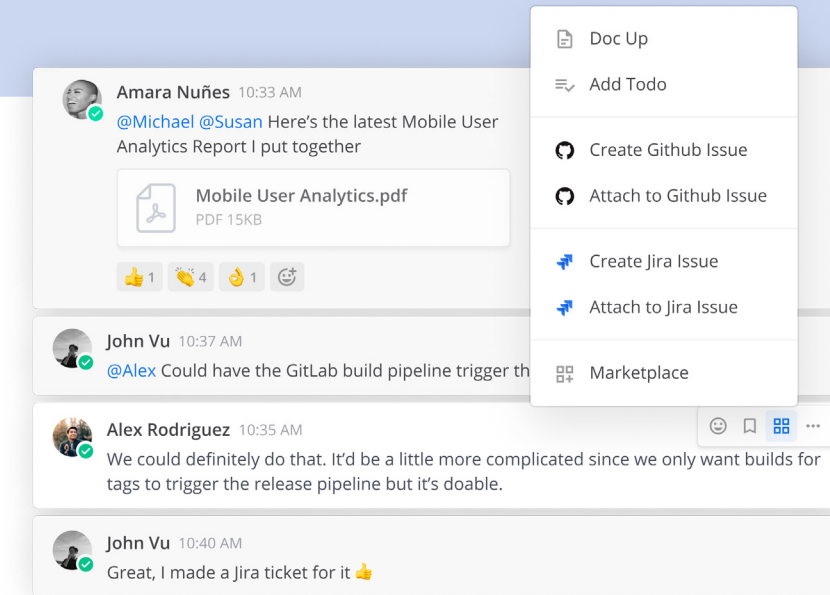 Amara Nuñes 10:33 AM
@Michael @Susan Here’s the latest Mobile User
Analytics Report I put together
Mobile User Analytics.pdf
PDF 15KB
👍 1 👏 4 👌 1
John Vu 10:37 AM
@Alex Could have the GitLab build pipeline trigger th
Alex Rodriguez 10:35 AM
We could definitely do that. It’d be a little more complicated since we only want builds for
tags to trigger the release pipeline but it’s doable.
John Vu 10:40 AM
Great, I made a Jira ticket for it 👍
Doc Up
Add Todo
Create Github Issue
Attach to Github Issue
Create Jira Issue
Attach to Jira Issue
Marketplace